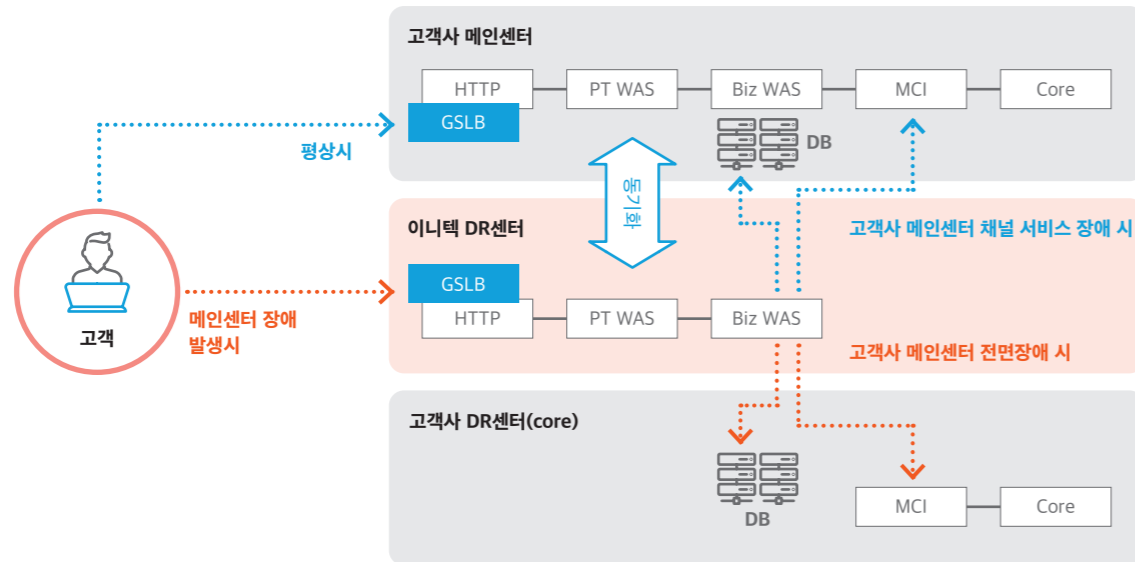 고객사 메인센터
HTTP
PT WAS
Biz WAS
MCI
Core
GSLB
평상시
DB
동기화
이니텍 DR센터
고객사 메인센터 채널 서비스 장애 시
GSLB
HTTP
PT WAS
Biz WAS
고객
메인센터 장애
발생시
고객사 메인센터 전면장애 시
고객사 DR센터(core)
DB
MCI
Core